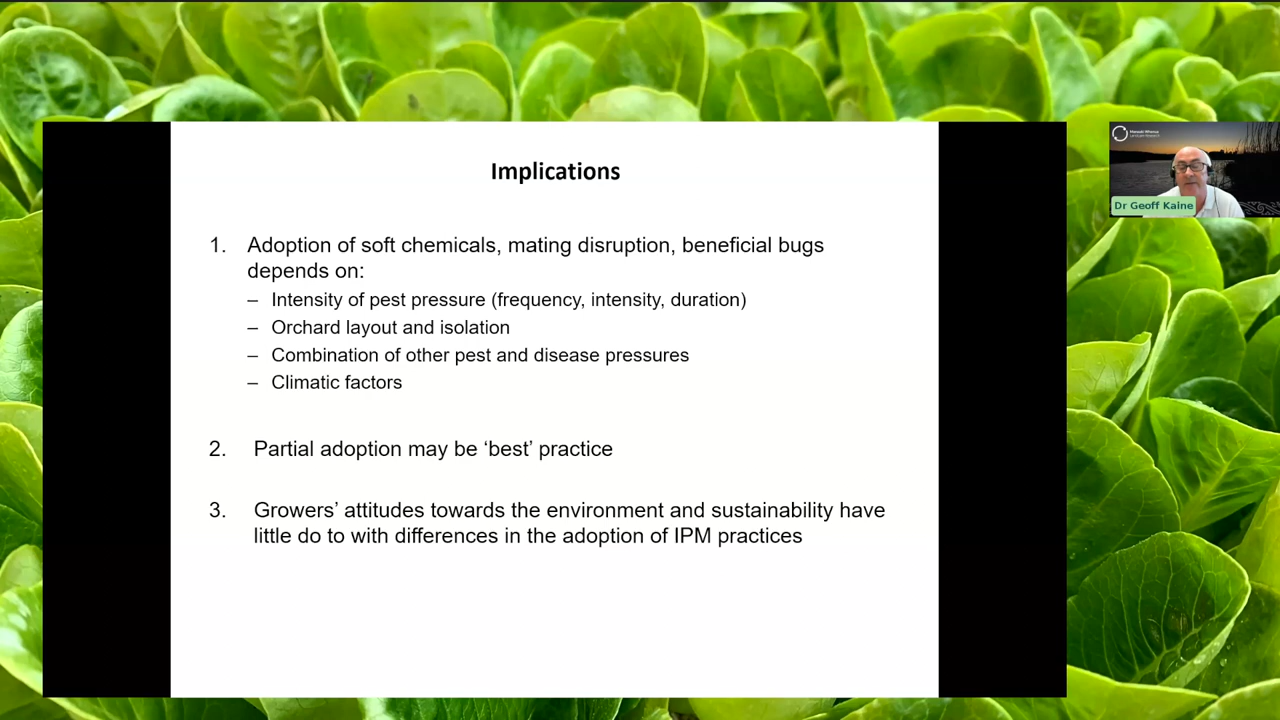 Implications
1. Adoption of soft chemicals, mating disruption, beneficial bugs
depends on:
– Intensity of pest pressure (frequency, intensity, duration)
– Orchard layout and isolation
– Combination of other pest and disease pressures
– Climatic factors
2. Partial adoption may be ‘best’ practice
3. Growers’ attitudes towards the environment and sustainability have
little do to with differences in the adoption of IPM practices
Dr Geoff Kaine